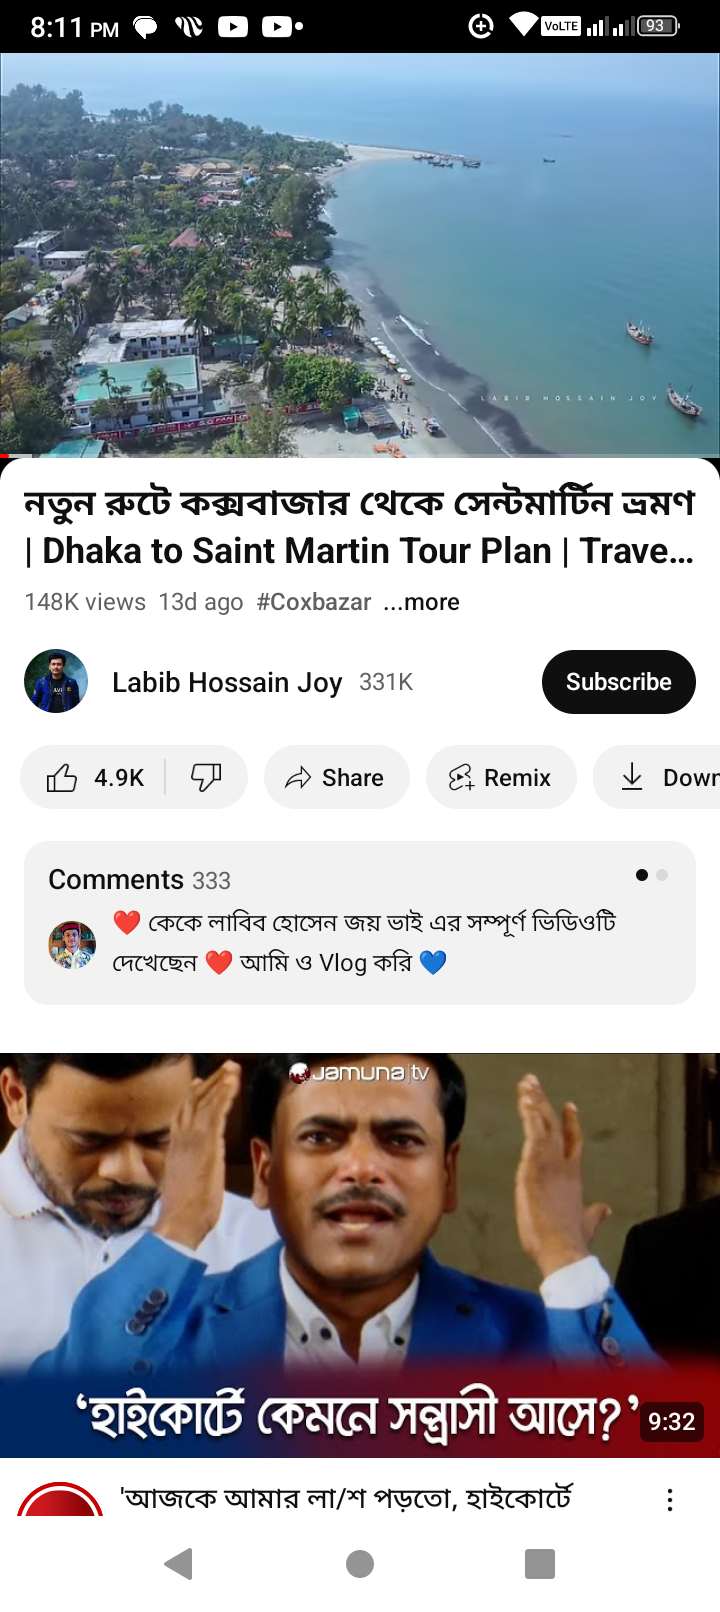 8:11 PM
VoLTE
93
LABIB HOSSAIN JOY
নতুন রুটে কক্সবাজার থেকে সেন্টমার্টিন ভ্রমণ
| Dhaka to Saint Martin Tour Plan | Trave...
148K views 13d ago #Coxbazar ...more
Labib Hossain Joy 331K
Subscribe
4.9K
Share
Remix
Down
Comments 333
❤️ কেকে লাবিব হোসেন জয় ভাই এর সম্পূর্ণ ভিডিওটি
দেখেছেন ❤️ আমি ও Vlog করি 💙
Jamuna tv
‘হাইকোর্টে কেমনে সন্ত্রাসী আসে?’
9:32
'আজকে আমার লা/শ পড়তো, হাইকোর্টে